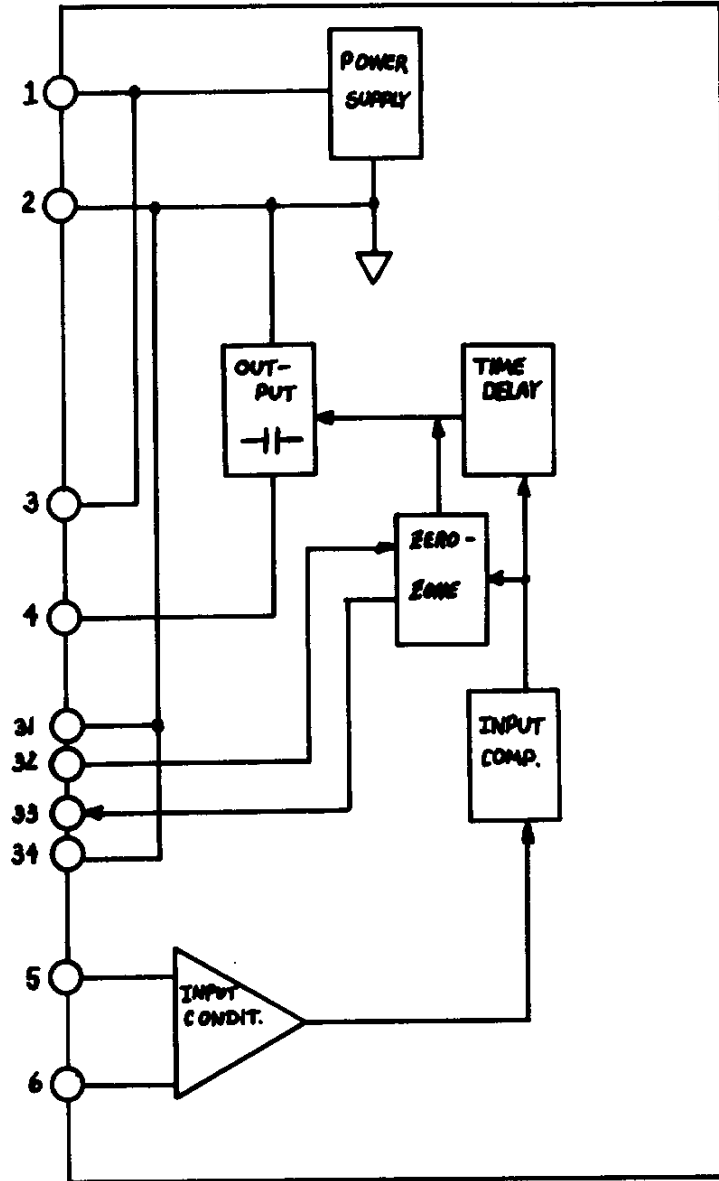 POWER
SUPPLY
1
2
OUT-
PUT
TIME
DELAY
3
ZERO-
ZONE
4
31
INPUT
COMP.
32
33
34
5
INPUT
CONDIT.
6